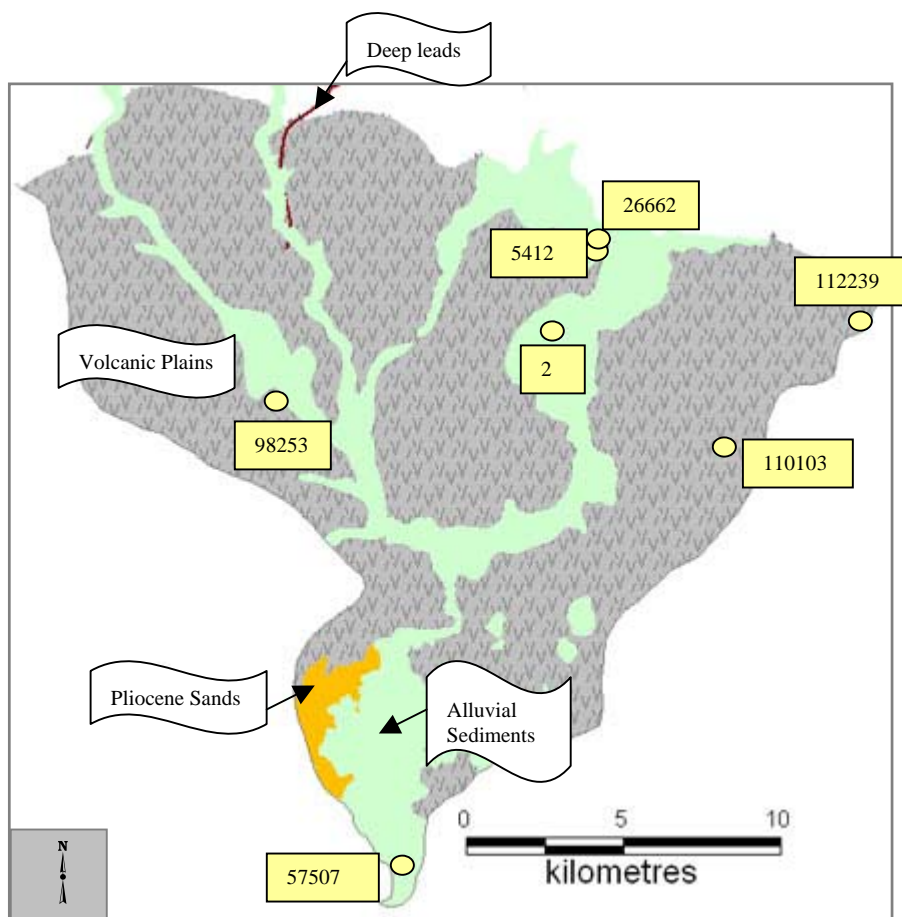 Deep leads
26662
5412
112239
Volcanic Plains
2
98253
110103
Pliocene Sands
Alluvial
Sediments
0 5 10
kilometres
N
57507